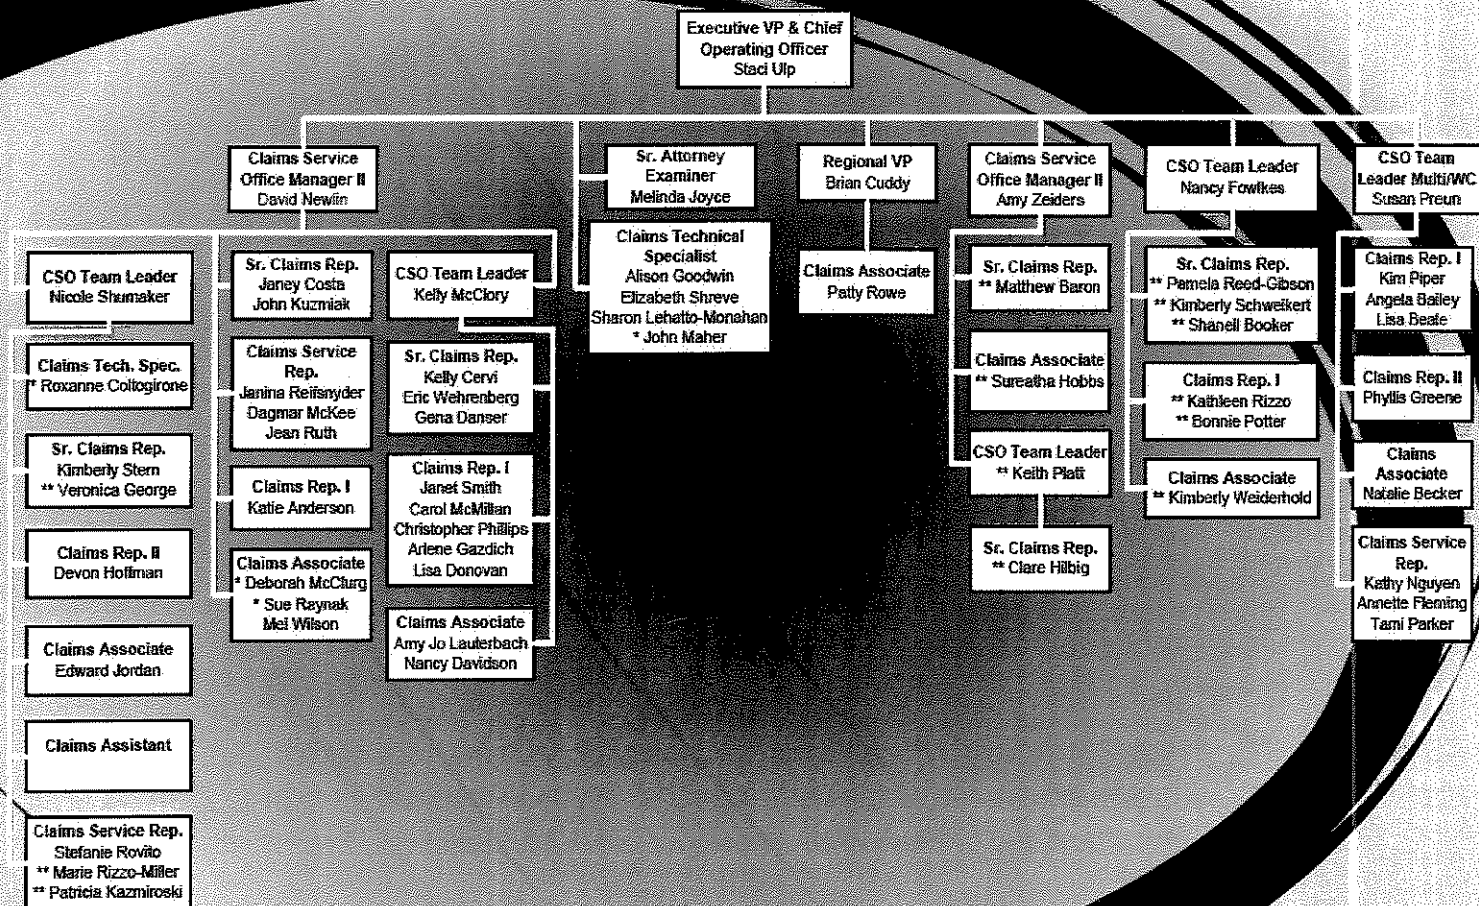 Executive VP & Chief
Operating Officer
Staci Ulp
Claims Service
Office Manager II
David Newlin
CSO Team Leader
Nicole Shumaker
Claims Tech. Spec.
* Roxanne Collogirone
Sr. Claims Rep.
Kimberly Stern
** Veronica George
Claims Rep. II
Devon Hoffman
Claims Associate
Edward Jordan
Claims Assistant
Claims Service Rep.
Stefanie Rovito
** Marie Rizzo-Miller
** Patricia Kazmiroski
Sr. Claims Rep.
Janey Costa
John Kuzmiak
Claims Service
Rep.
Janina Reifsnyder
Dagmar McKee
Jean Ruth
Claims Rep. I
Katie Anderson
Claims Associate
* Deborah McClurg
* Sue Raynak
Mel Wilson
CSO Team Leader
Kelly McClory
Sr. Claims Rep.
Kelly Cervi
Eric Wehrenberg
Gena Danser
Claims Rep. I
Janet Smith
Carol McMillan
Christopher Phillips
Arlene Gazdich
Lisa Donovan
Claims Associate
Amy Jo Lauterbach
Nancy Davidson
Sr. Attorney
Examiner
Melinda Joyce
Claims Technical
Specialist
Alison Goodwin
Elizabeth Shreve
Sharon Lehatto-Monahan
* John Maher
Regional VP
Brian Cuddy
Claims Associate
Patty Rowe
Claims Service
Office Manager II
Amy Zeiders
Sr. Claims Rep.
** Matthew Baron
Claims Associate
** Sureatha Hobbs
CSO Team Leader
** Keith Platt
Sr. Claims Rep.
** Clare Hilbig
CSO Team Leader
Nancy Fowlkes
Sr. Claims Rep.
** Pamela Reed-Gibson
** Kimberly Schweikert
** Shanell Booker
Claims Rep. I
** Kathleen Rizzo
** Bonnie Potter
Claims Associate
** Kimberly Weiderhold
CSO Team
Leader Multi/WC
Susan Preun
Claims Rep. I
Kim Piper
Angela Bailey
Lisa Beale
Claims Rep. II
Phyllis Greene
Claims
Associate
Natalie Becker
Claims Service
Rep.
Kathy Nguyen
Annette Fleming
Tami Parker